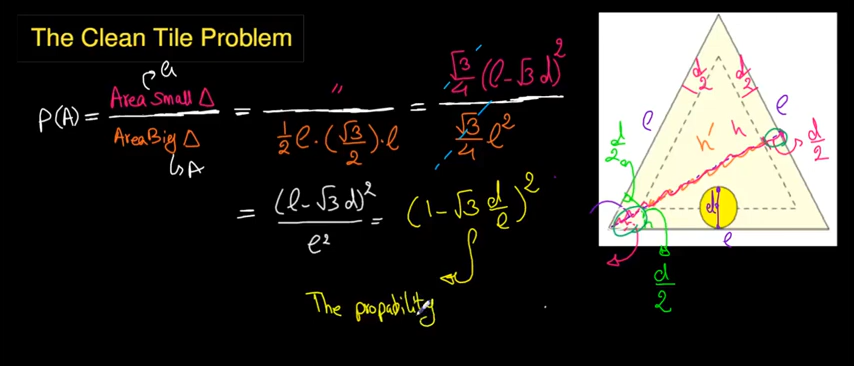 The Clean Tile Problem
P(A) = Area Small Δ / Area Big Δ = " / ½ ℓ · (√3/2) · ℓ = √3/4 (ℓ - √3 d)² / √3/4 ℓ²
a
A
= (ℓ - √3 d)² / ℓ² = (1 - √3 d/ℓ)²
The propability
d/2 d/2
ℓ ℓ
h' h
d/2 d/2
d
ℓ
d/2